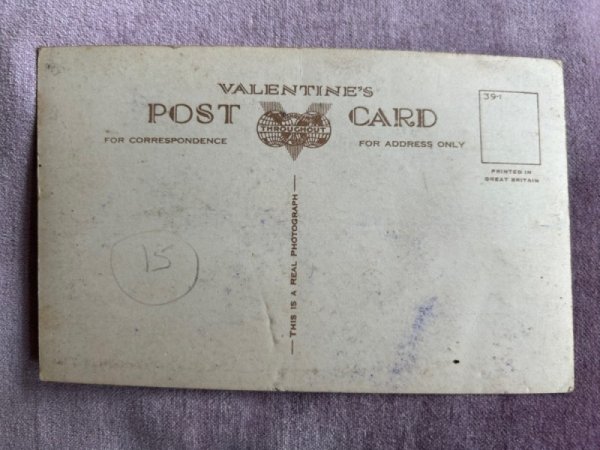 VALENTINE'S
POST CARD
THROUGHOUT
FOR CORRESPONDENCE
FOR ADDRESS ONLY
39-1
PRINTED IN
GREAT BRITAIN
THIS IS A REAL PHOTOGRAPH
15